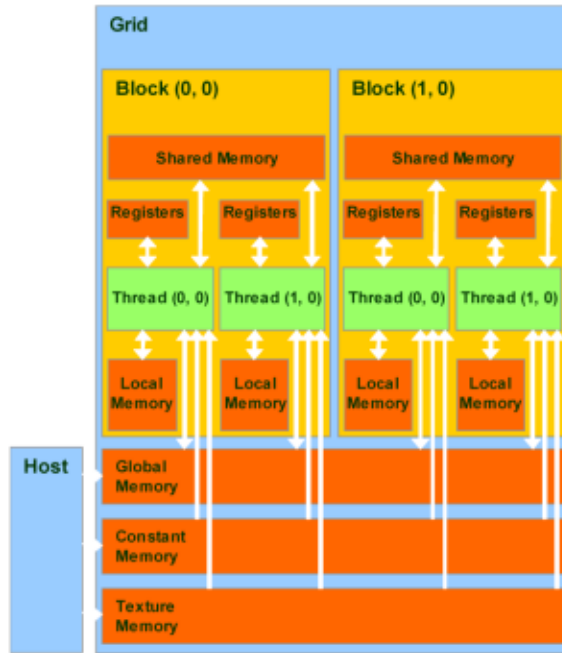 Grid
Block (0, 0)
Block (1, 0)
Shared Memory
Shared Memory
Registers
Registers
Registers
Registers
Thread (0, 0)
Thread (1, 0)
Thread (0, 0)
Thread (1, 0)
Local
Memory
Local
Memory
Local
Memory
Local
Memory
Host
Global
Memory
Constant
Memory
Texture
Memory